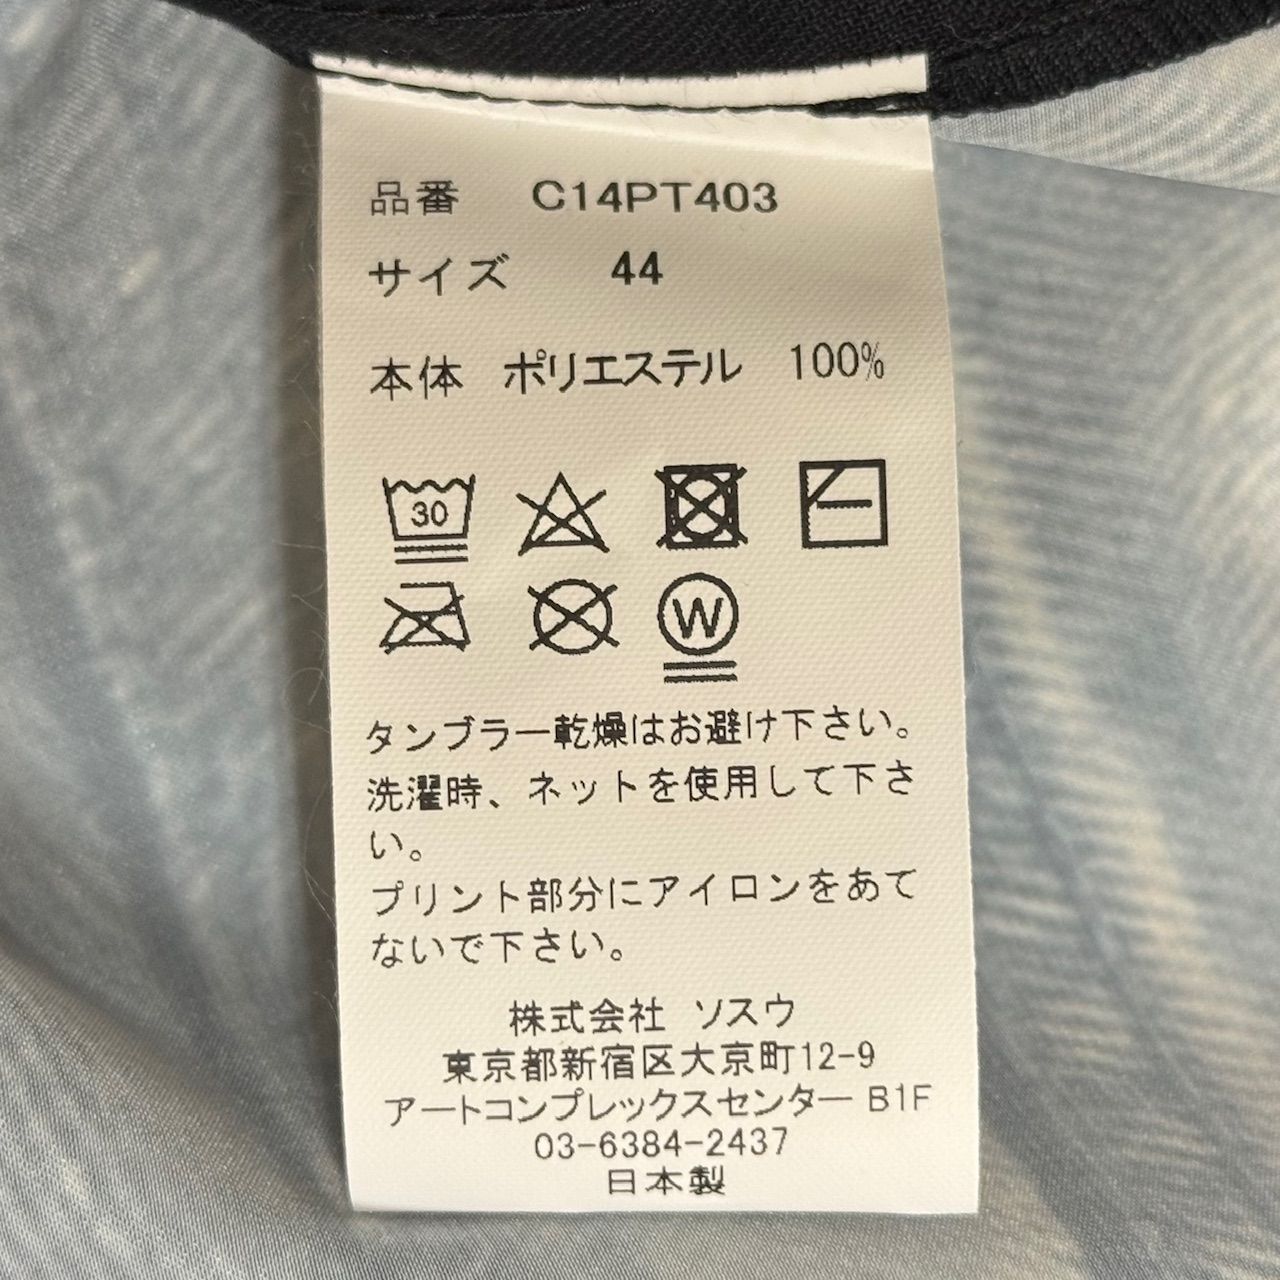 品番 C14PT403
サイズ 44
本体 ポリエステル 100%
30
W
タンブラー乾燥はお避け下さい。
洗濯時、ネットを使用して下さ
い。
プリント部分にアイロンをあて
ないで下さい。
株式会社 ソスウ
東京都新宿区大京町12-9
アートコンプレックスセンター B1F
03-6384-2437
日本製